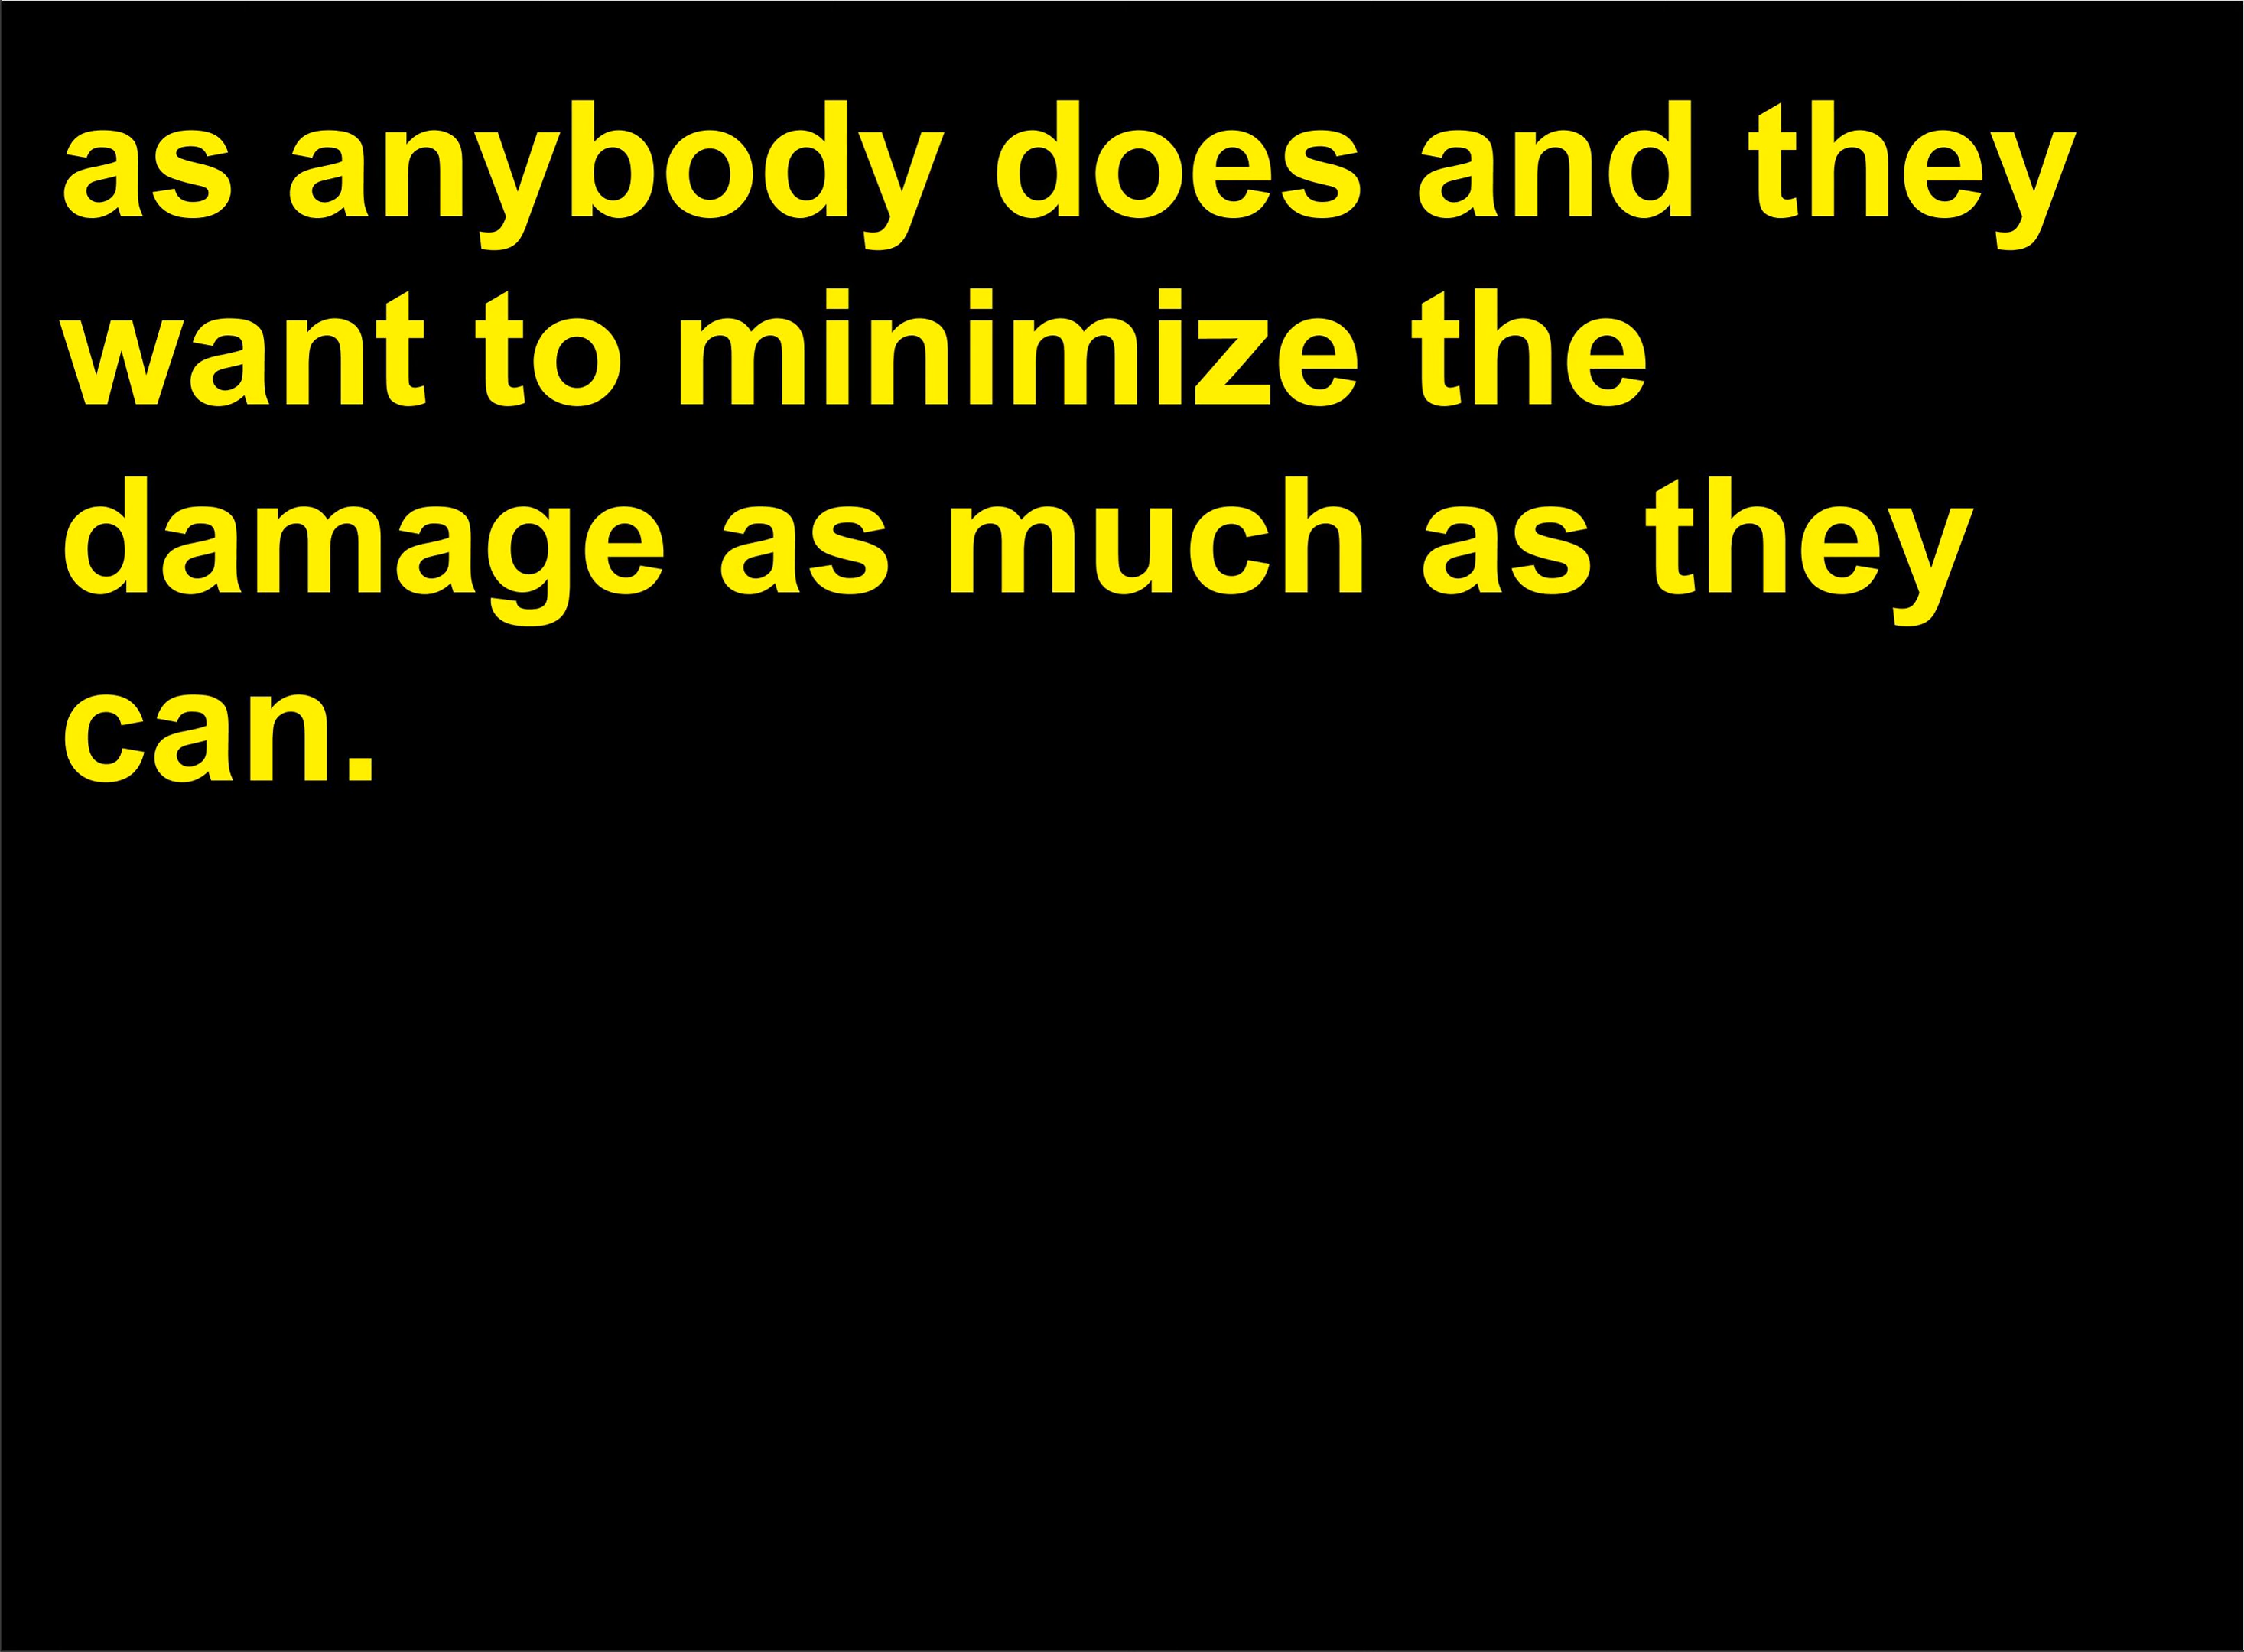 as anybody does and they
want to minimize the
damage as much as they
can.